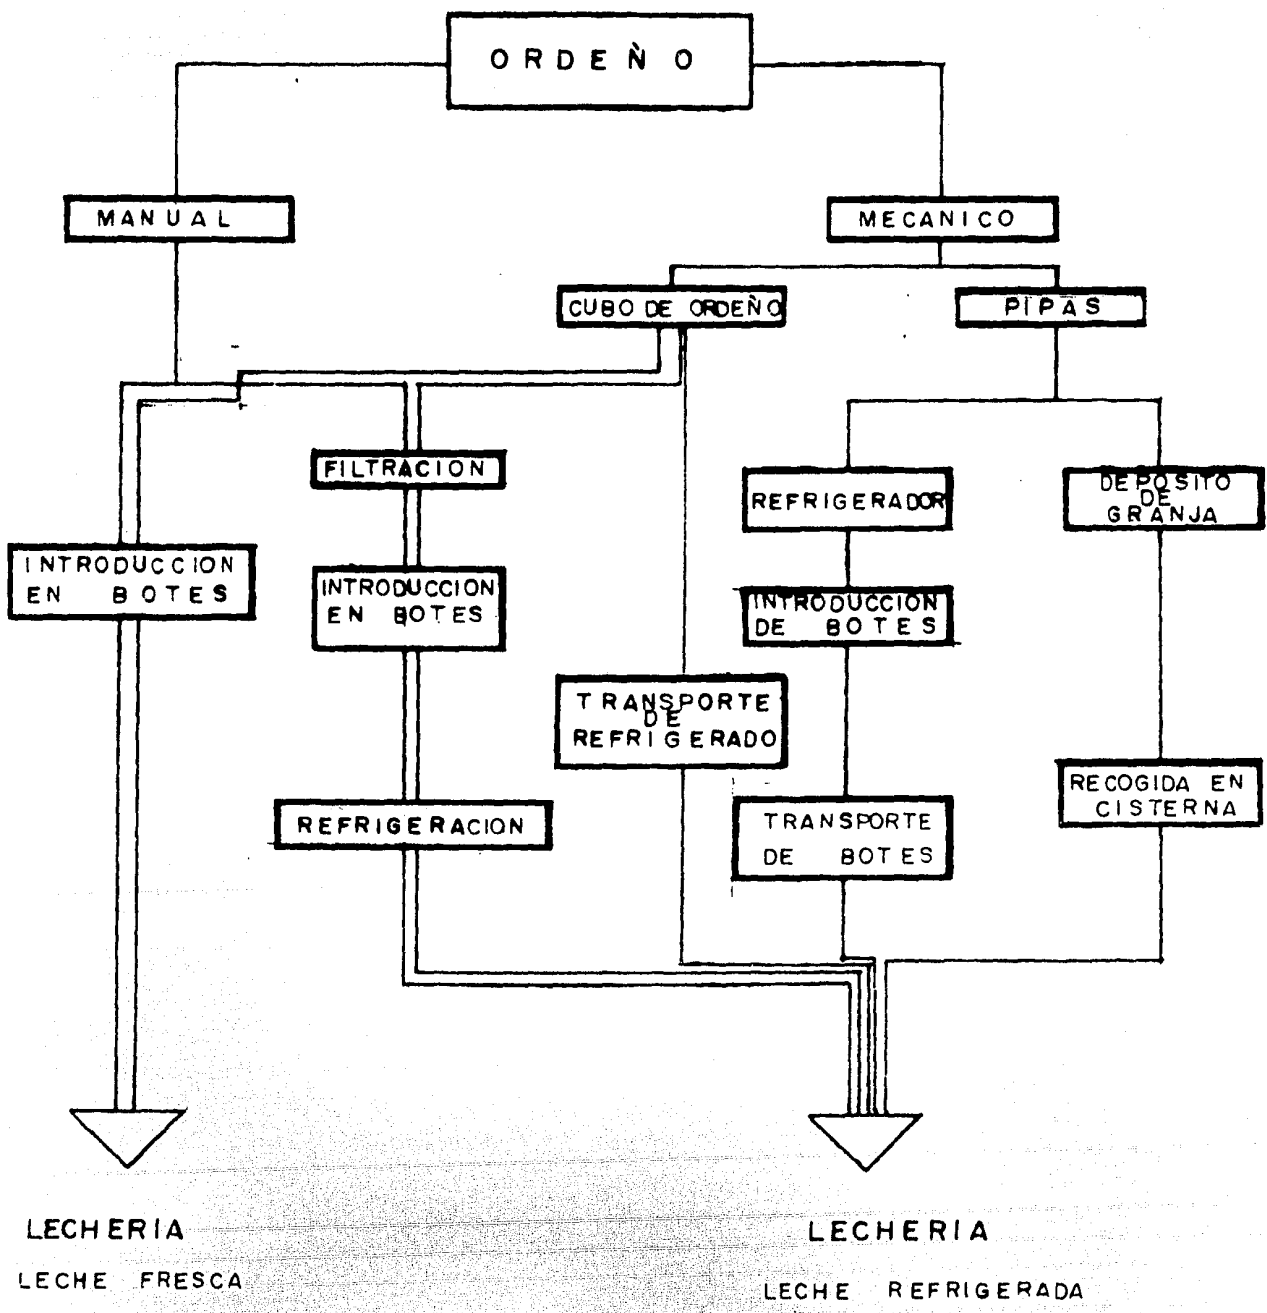 ORDEÑO
MANUAL
MECANICO
CUBO DE ORDEÑO
PIPAS
FILTRACION
REFRIGERADOR
DEPOSITO
DE
GRANJA
INTRODUCCION
EN BOTES
INTRODUCCION
EN BOTES
INTRODUCCION
DE BOTES
TRANSPORTE
DE
REFRIGERADO
RECOGIDA EN
CISTERNA
REFRIGERACION
TRANSPORTE
DE BOTES
LECHERIA
LECHE FRESCA
LECHERIA
LECHE REFRIGERADA